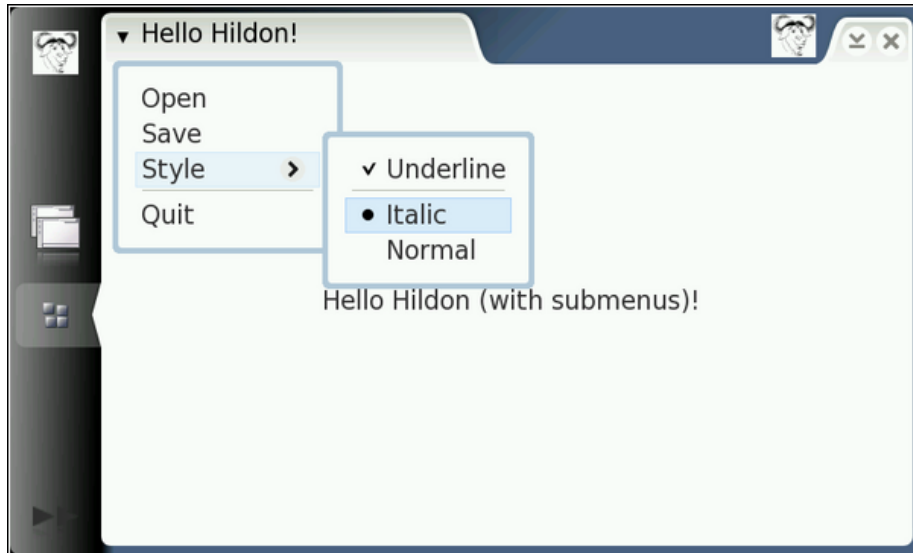 Hello Hildon!
Open
Save
Style
Quit
Underline
Italic
Normal
Hello Hildon (with submenus)!